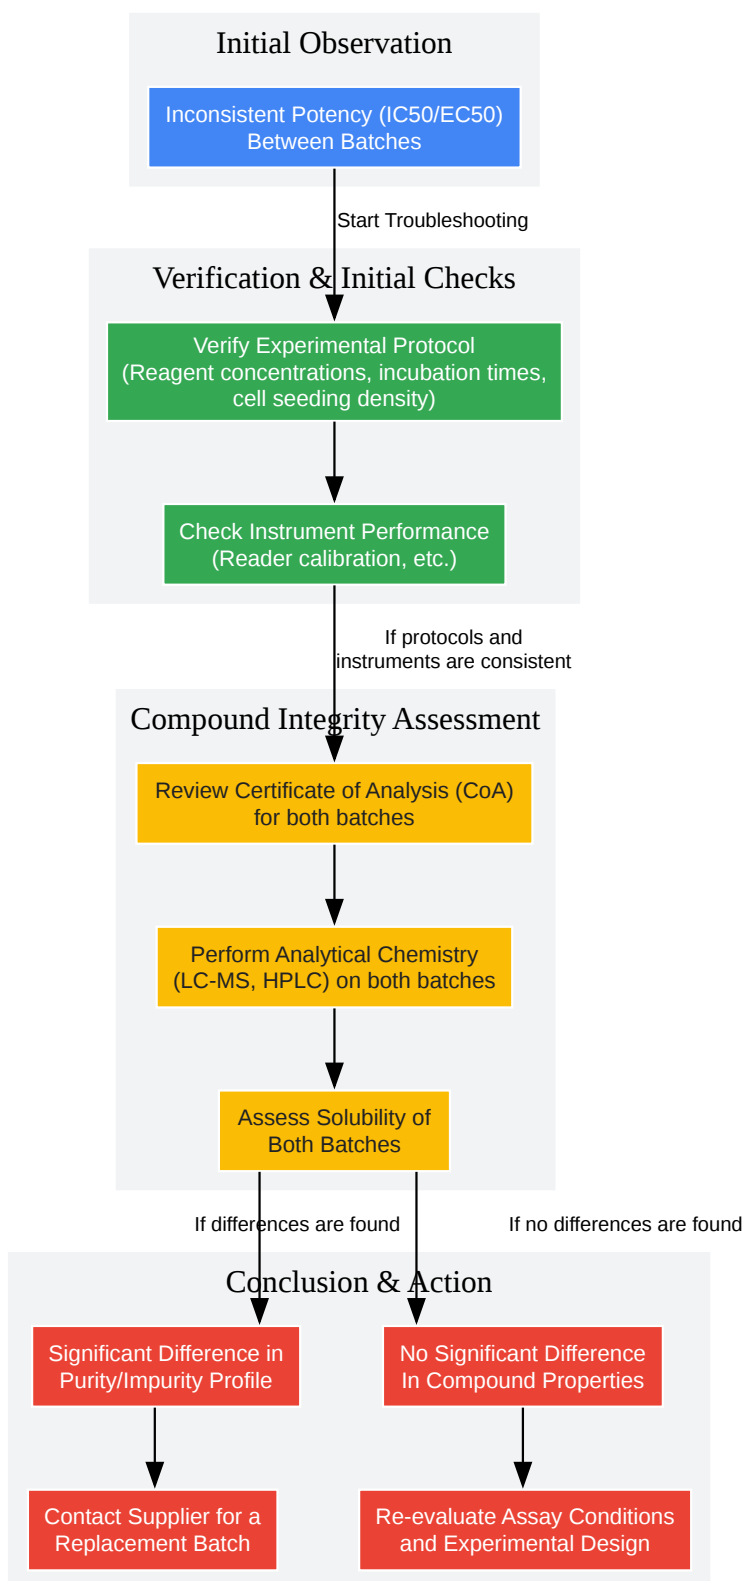 Initial Observation
Inconsistent Potency (IC50/EC50)
Between Batches
Start Troubleshooting
Verification & Initial Checks
Verify Experimental Protocol
(Reagent concentrations, incubation times,
cell seeding density)
Check Instrument Performance
(Reader calibration, etc.)
If protocols and
instruments are consistent
Compound Integrity Assessment
Review Certificate of Analysis (CoA)
for both batches
Perform Analytical Chemistry
(LC-MS, HPLC) on both batches
Assess Solubility of
Both Batches
If differences are found
If no differences are found
Conclusion & Action
Significant Difference in
Purity/Impurity Profile
No Significant Difference
In Compound Properties
Contact Supplier for a
Replacement Batch
Re-evaluate Assay Conditions
and Experimental Design